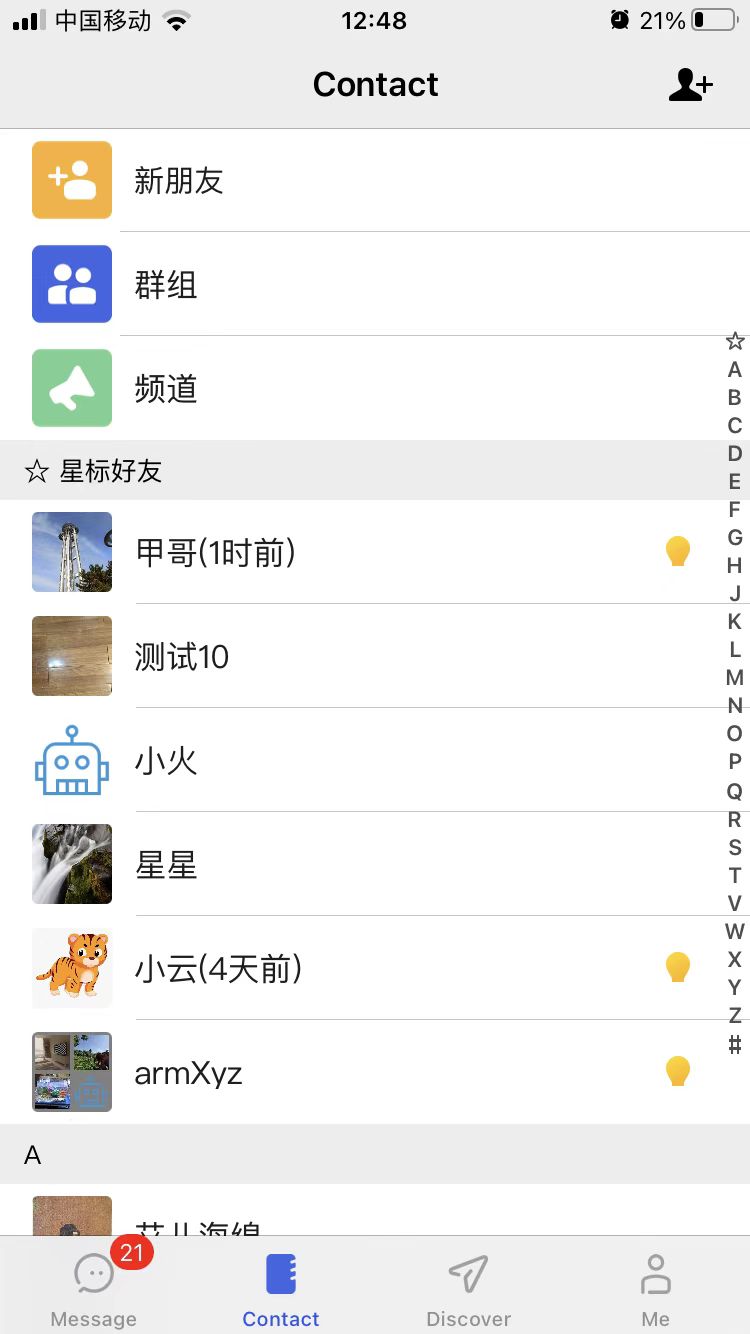 中国移动 12:48 21%
Contact
新朋友
群组
频道
☆ 星标好友
甲哥(1时前)
测试10
小火
星星
小云(4天前)
armXyz
A
☆
A
B
C
D
E
F
G
H
J
K
L
M
N
O
P
Q
R
S
T
V
W
X
Y
Z
#
21
Message
Contact
Discover
Me